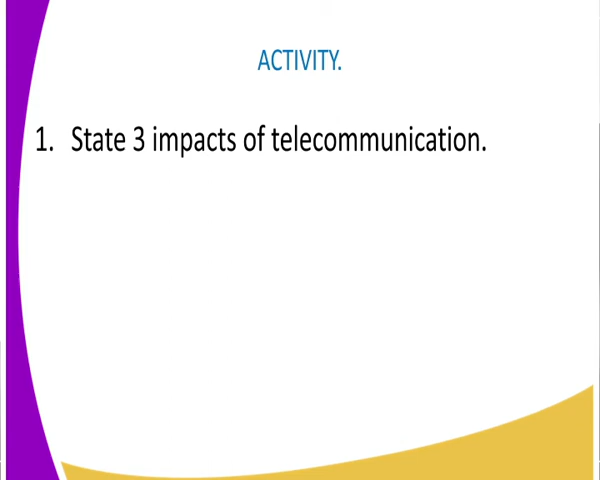 ACTIVITY.
1. State 3 impacts of telecommunication.